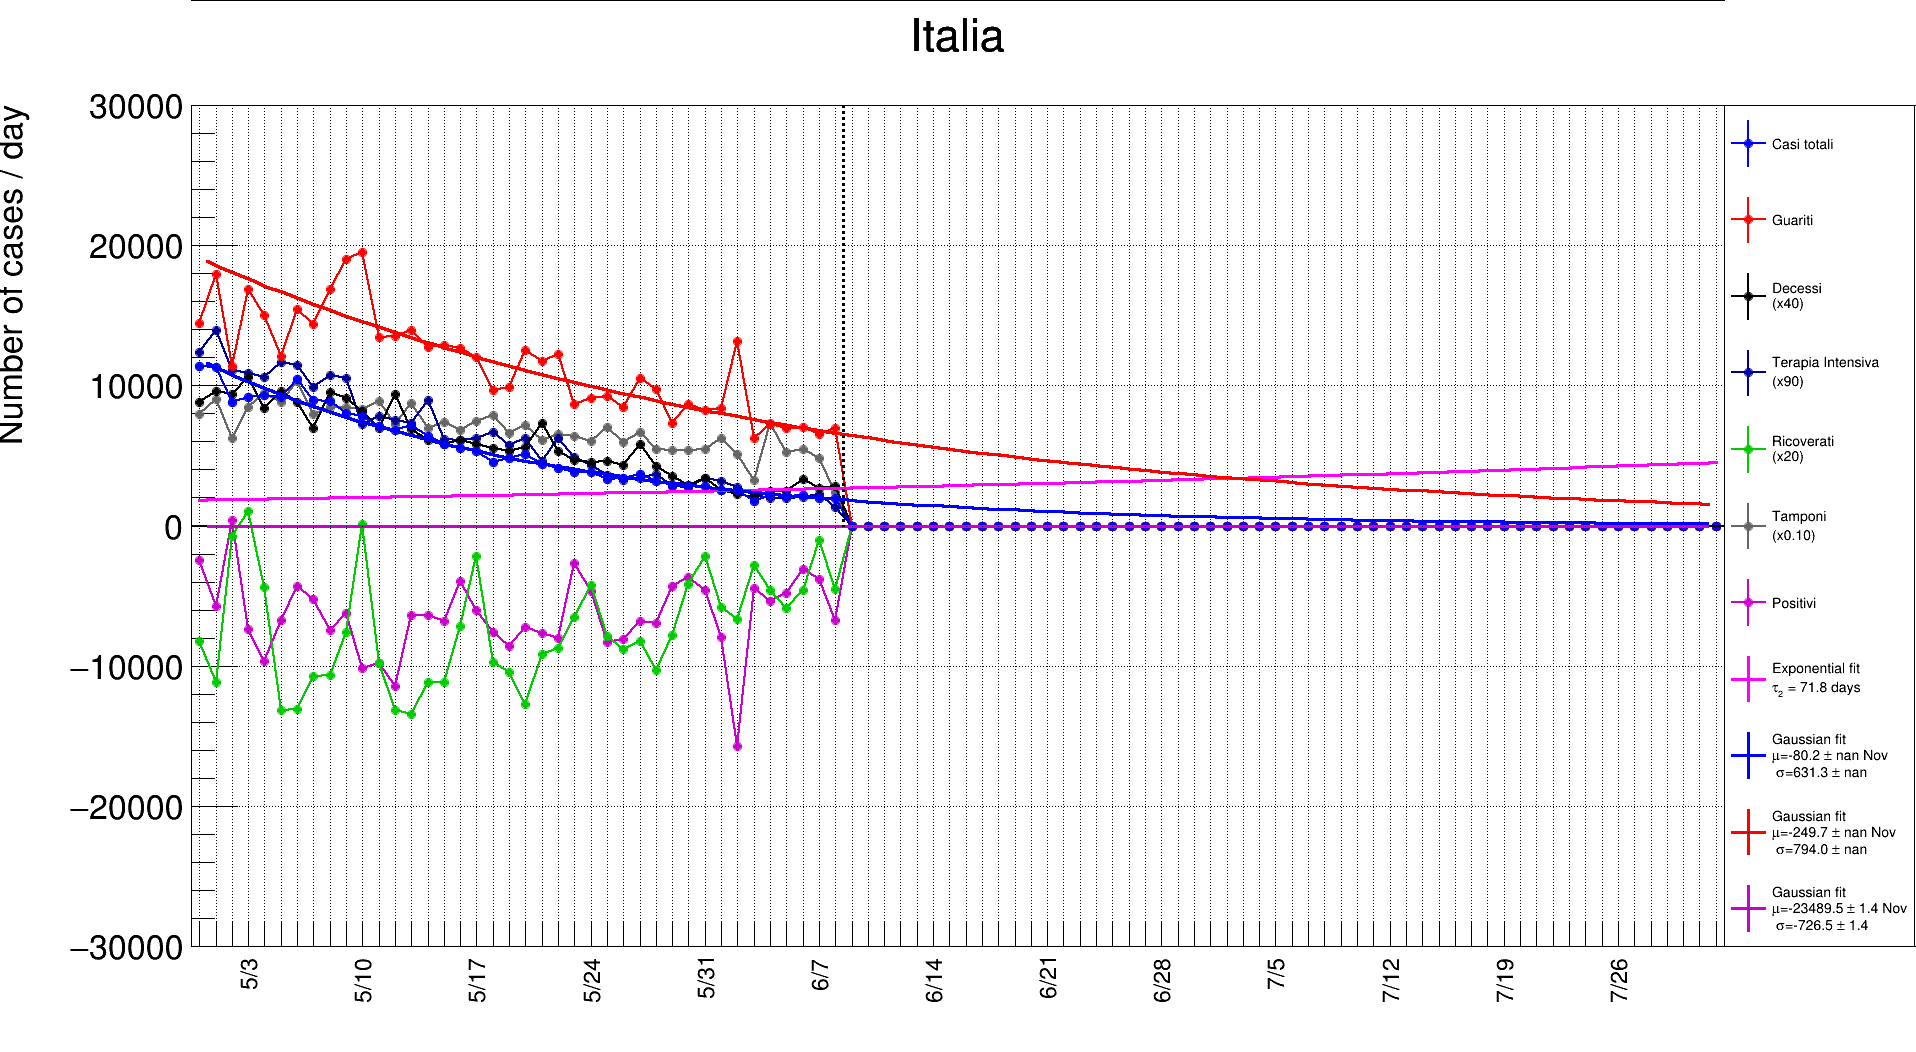 Italia
Number of cases / day
30000
20000
10000
0
−10000
−20000
−30000
5/3
5/10
5/17
5/24
5/31
6/7
6/14
6/21
6/28
7/5
7/12
7/19
7/26
Casi totali
Guariti
Decessi
(x40)
Terapia Intensiva
(x90)
Ricoverati
(x20)
Tamponi
(x0.10)
Positivi
Exponential fit
τ₂ = 71.8 days
Gaussian fit
μ=-80.2 ± nan Nov
σ=631.3 ± nan
Gaussian fit
μ=-249.7 ± nan Nov
σ=794.0 ± nan
Gaussian fit
μ=-23489.5 ± 1.4 Nov
σ=-726.5 ± 1.4